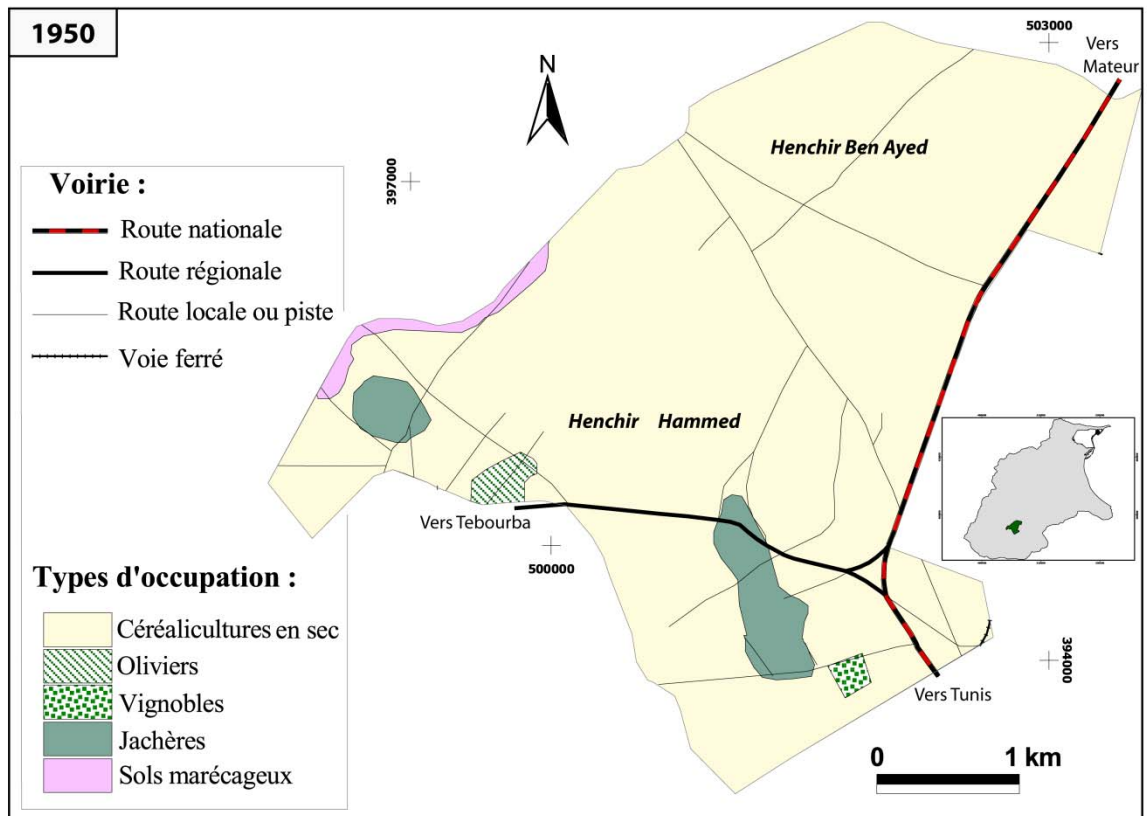 1950
503000
Vers
Mateur
N
Henchir Ben Ayed
397000
Voirie :
Route nationale
Route régionale
Route locale ou piste
Voie ferré
Henchir Hammed
Vers Tebourba
500000
Types d'occupation :
Céréalicultures en sec
Oliviers
Vignobles
Jachères
Sols marécageux
394000
Vers Tunis
0 1 km